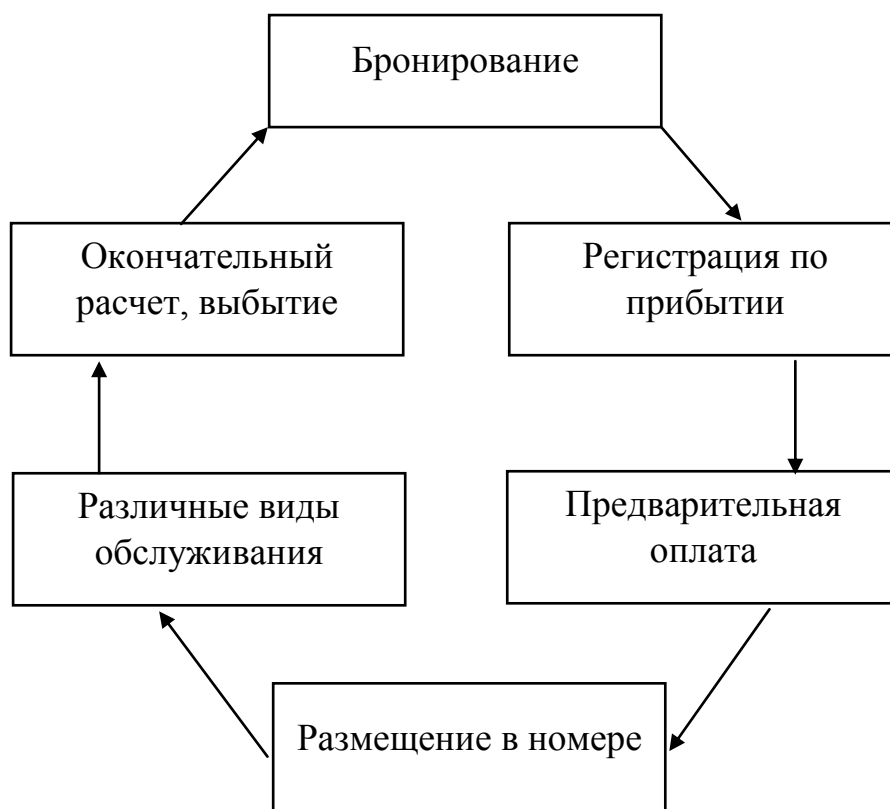 Бронирование
Регистрация по
прибытии
Предварительная
оплата
Размещение в номере
Различные виды
обслуживания
Окончательный
расчет, выбытие